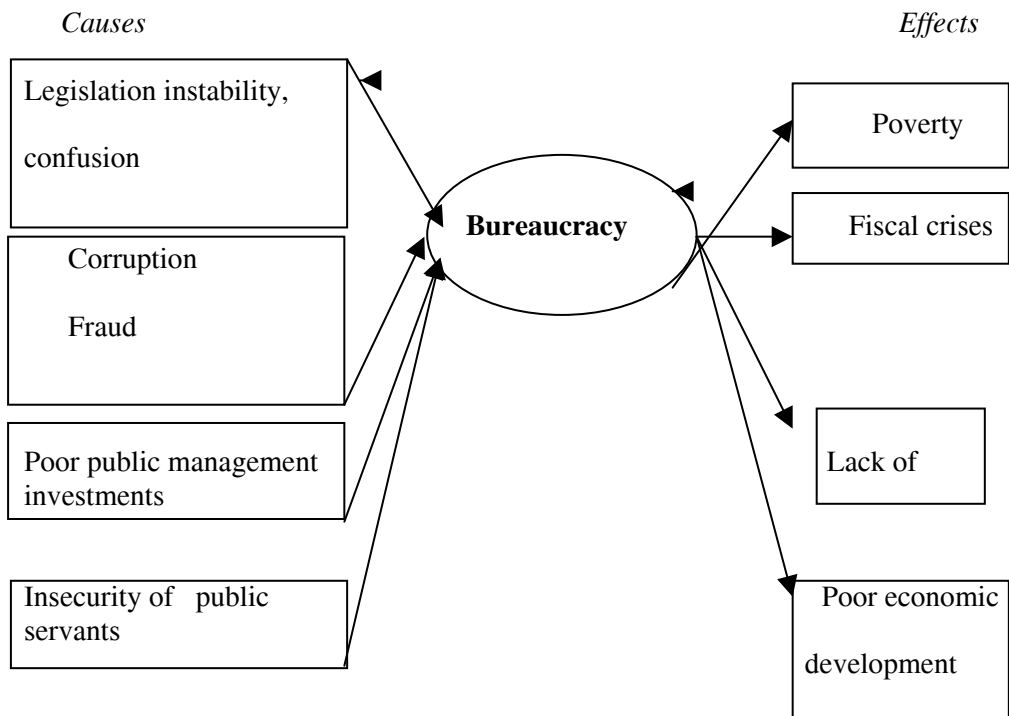 Causes
Effects
Legislation instability,
confusion
Corruption
Fraud
Poor public management
investments
Insecurity of public
servants
Bureaucracy
Poverty
Fiscal crises
Lack of
Poor economic
development